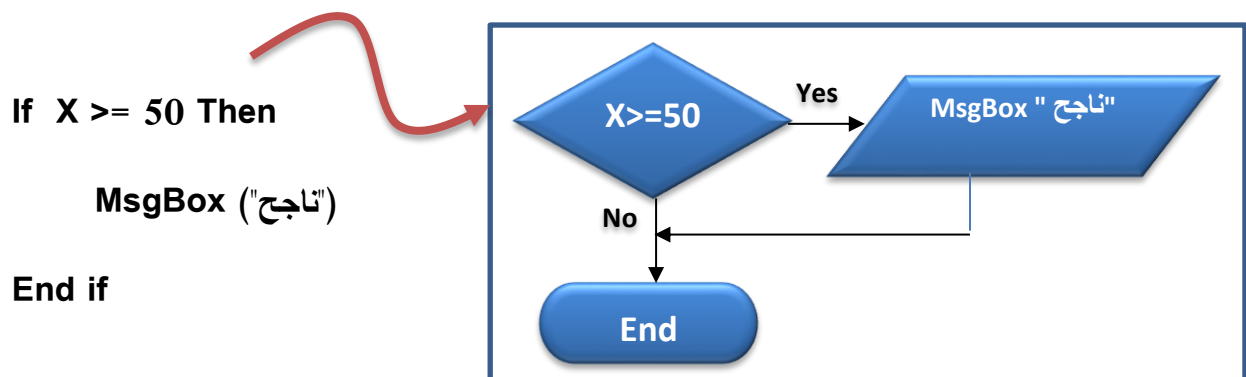 If X >= 50 Then
MsgBox ("ناجح")
End if
X>=50
Yes
MsgBox " ناجح"
No
End